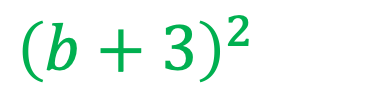 (b + 3)²